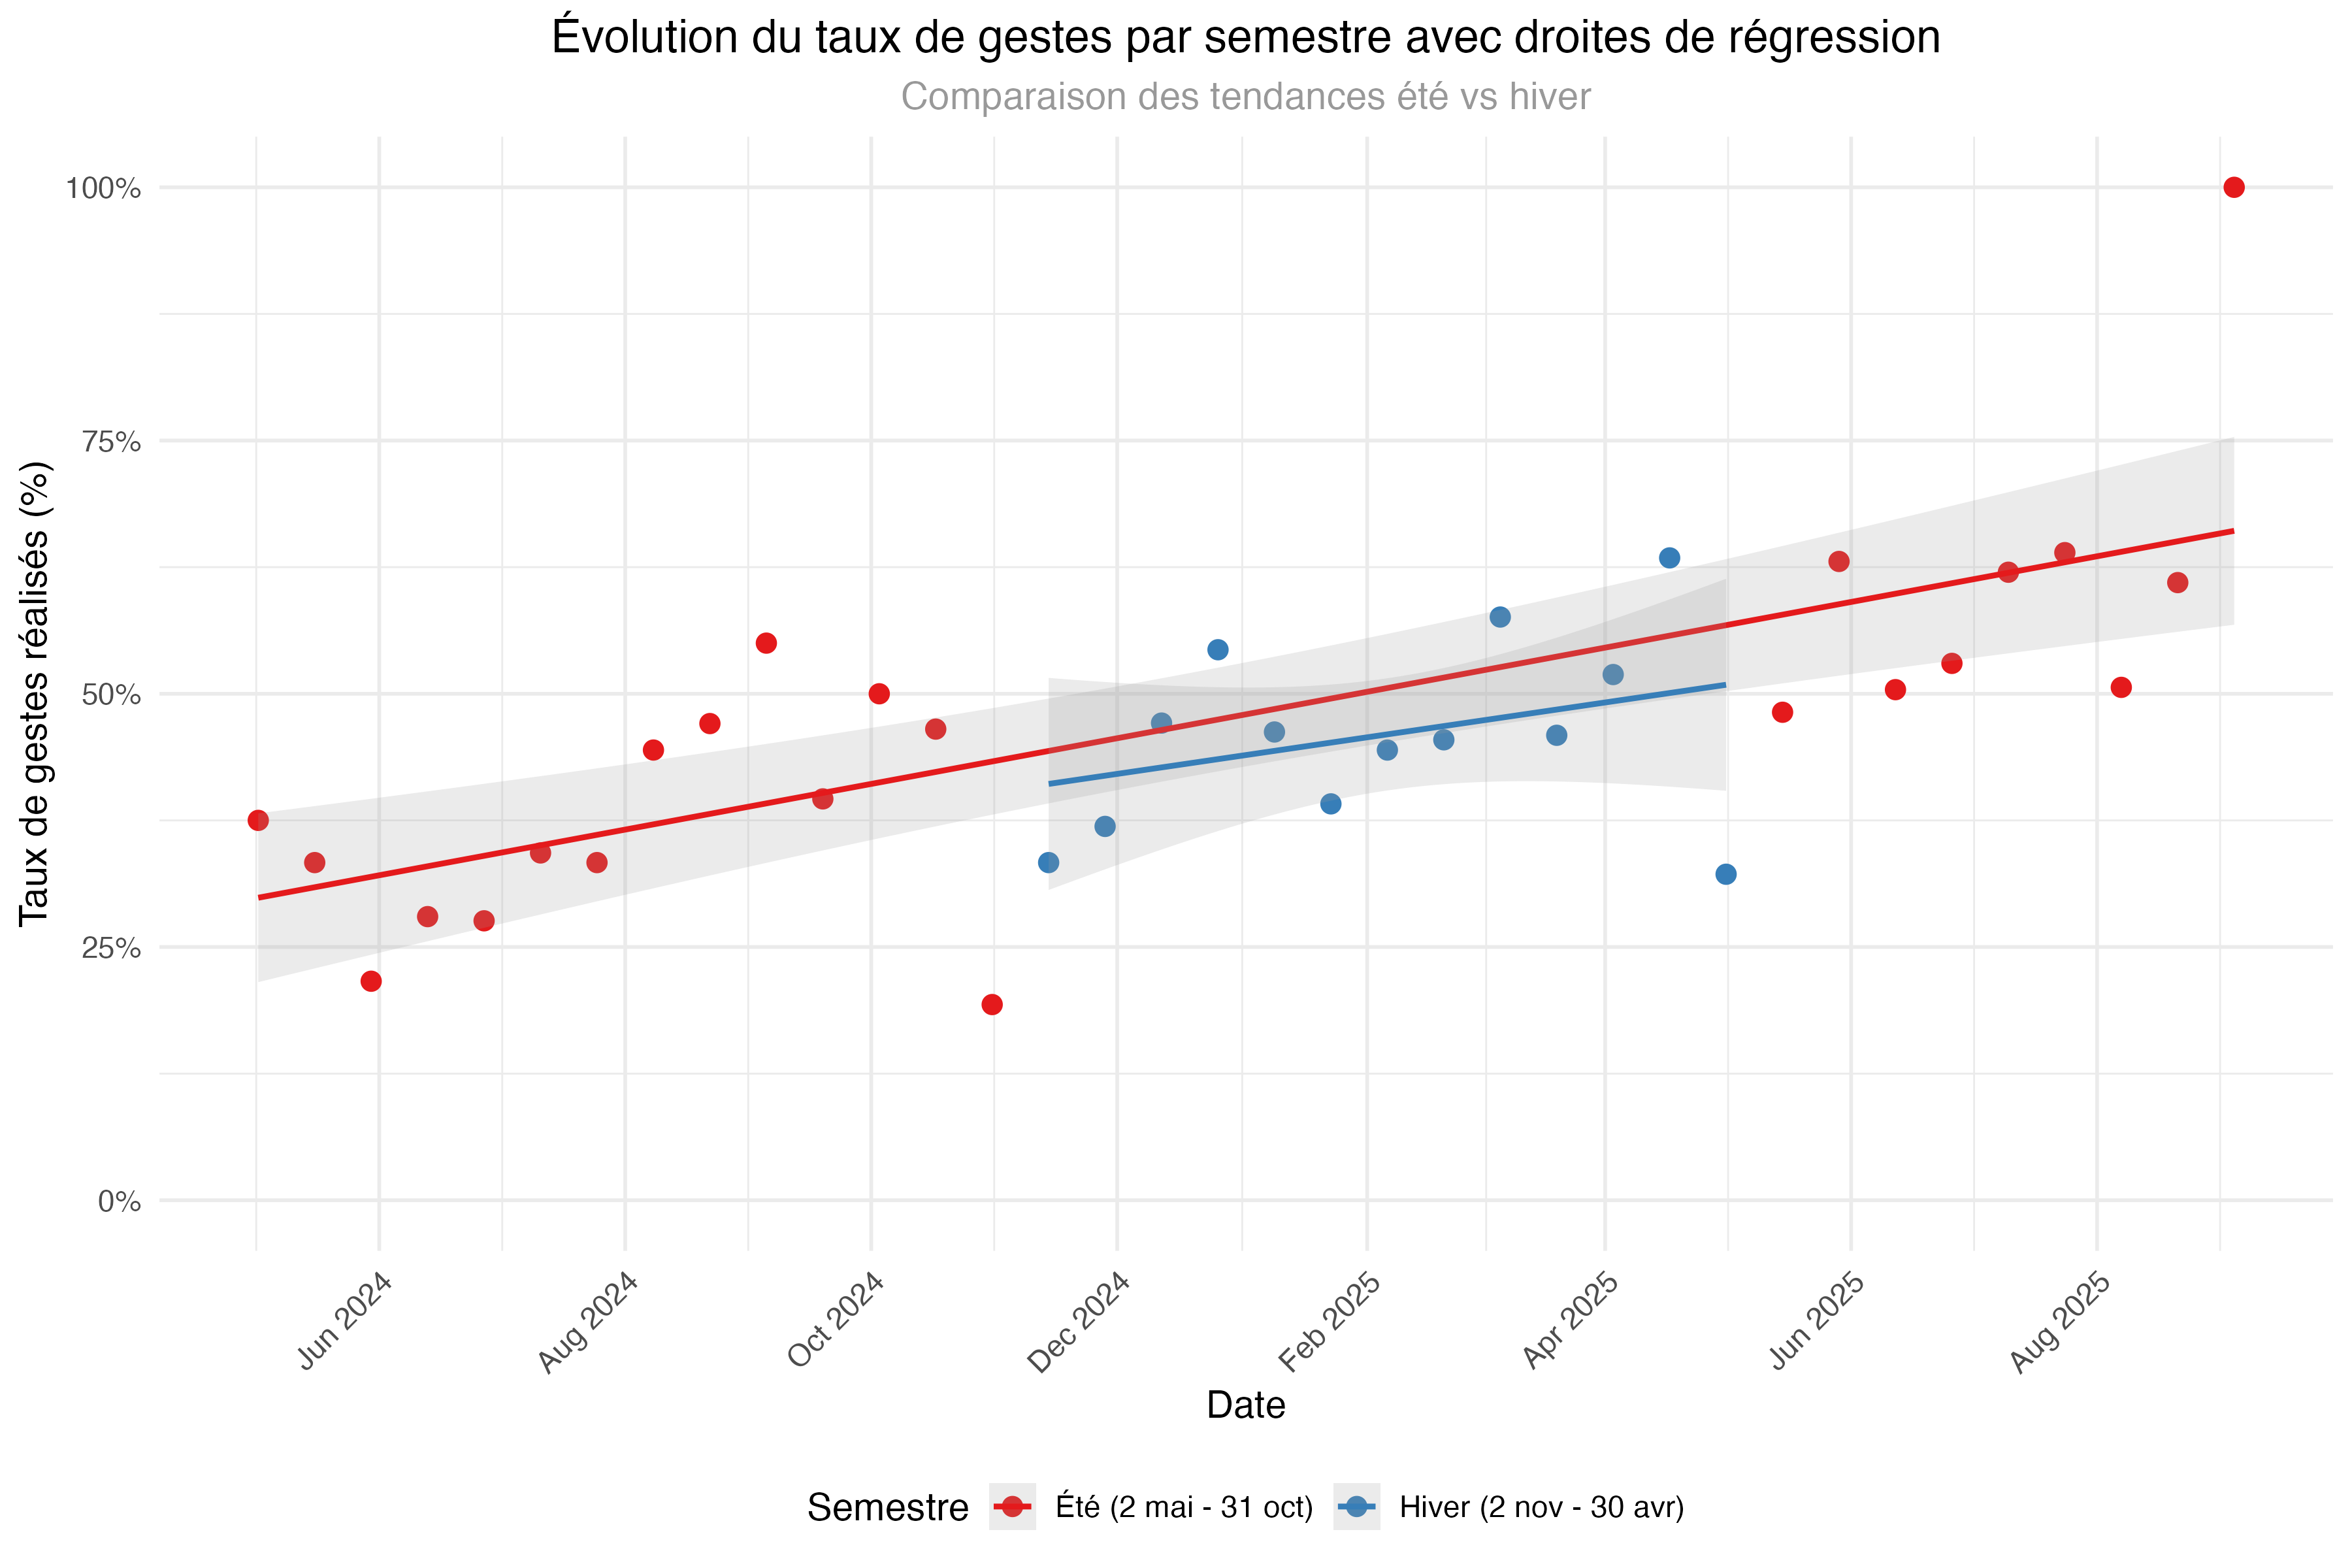 Évolution du taux de gestes par semestre avec droites de régression
Comparaison des tendances été vs hiver
Taux de gestes réalisés (%)
100%
75%
50%
25%
0%
Jun 2024
Aug 2024
Oct 2024
Dec 2024
Feb 2025
Apr 2025
Jun 2025
Aug 2025
Date
Semestre
Été (2 mai - 31 oct)
Hiver (2 nov - 30 avr)